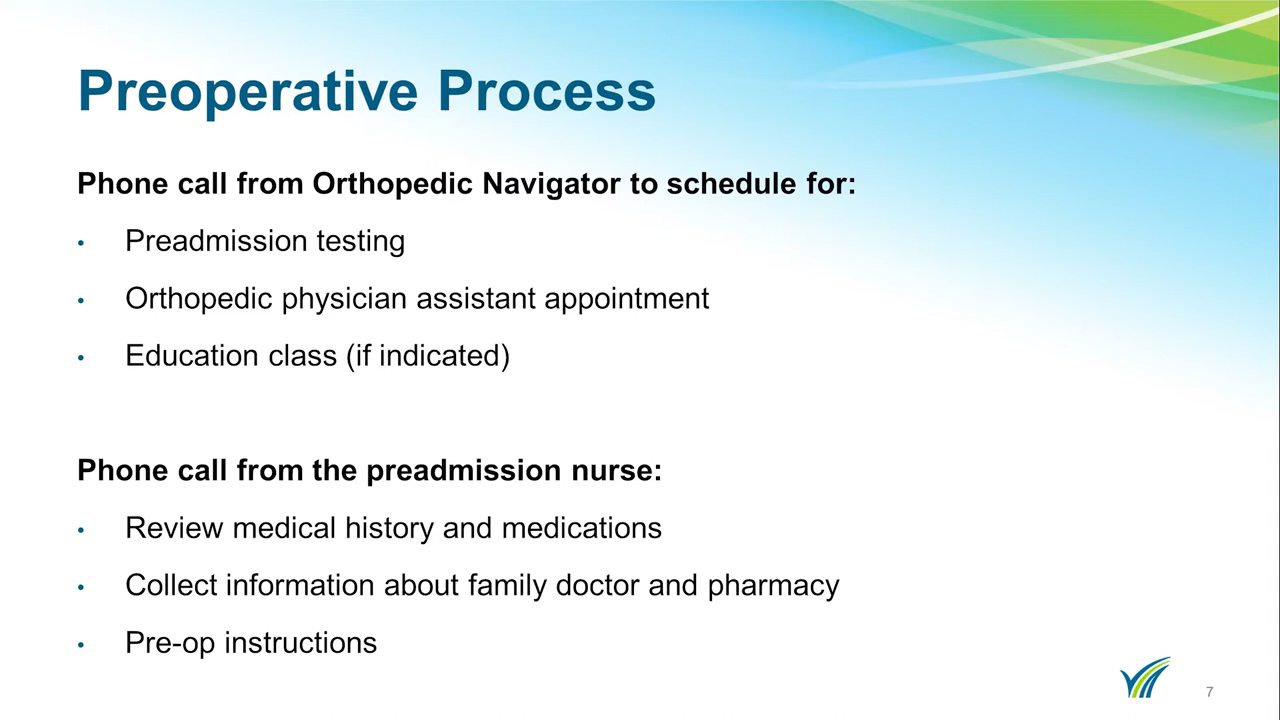 Preoperative Process
Phone call from Orthopedic Navigator to schedule for:
• Preadmission testing
• Orthopedic physician assistant appointment
• Education class (if indicated)
Phone call from the preadmission nurse:
• Review medical history and medications
• Collect information about family doctor and pharmacy
• Pre-op instructions
7